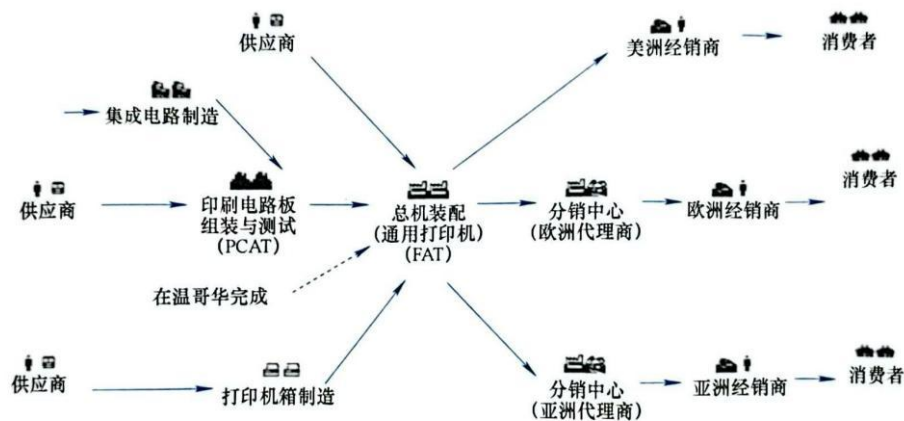 供应商
美洲经销商
消费者
集成电路制造
供应商
印刷电路板
组装与测试
(PCAT)
总机装配
(通用打印机)
(FAT)
分销中心
(欧洲代理商)
欧洲经销商
消费者
在温哥华完成
供应商
打印机箱制造
分销中心
(亚洲代理商)
亚洲经销商
消费者